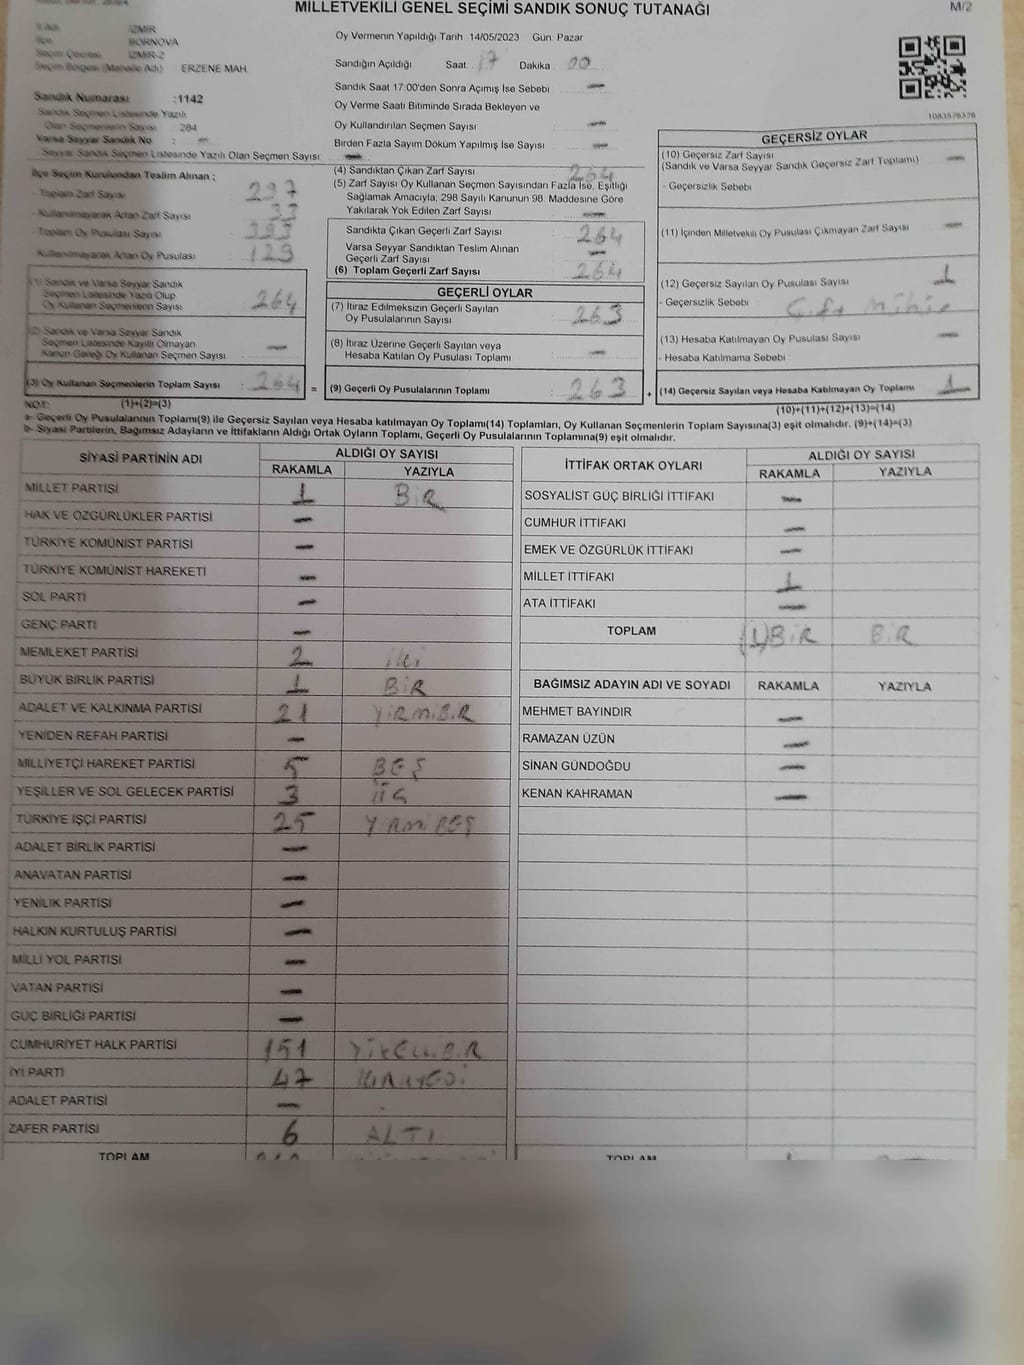 MİLLETVEKİLİ GENEL SEÇİMİ SANDIK SONUÇ TUTANAĞI
M/2
İZMİR
BORNOVA
Seçim Çevresi İZMİR-2
Seçim Bölgesi (Mahalle Adı) ERZENE MAH
Sandık Numarası :1142
Sandık Seçmen Listesinde Yazılı
Olan Seçmenlerin Sayısı 284
Varsa Seyyar Sandık No : -
Seyyar Sandık Seçmen Listesinde Yazılı Olan Seçmen Sayısı -
Oy Vermenin Yapıldığı Tarih 14/05/2023 Gün: Pazar
Sandığın Açıldığı Saat 17 Dakika 00
Sandık Saat 17:00'den Sonra Açılmış İse Sebebi -
Oy Verme Saati Bitiminde Sırada Bekleyen ve
Oy Kullandırılan Seçmen Sayısı -
Birden Fazla Sayım Döküm Yapılmış İse Sayısı -
1083570370
İlçe Seçim Kurulundan Teslim Alınan ;
- Toplam Zarf Sayısı 297
- Kullanılmayarak Artan Zarf Sayısı 33
- Toplam Oy Pusulası Sayısı 393
- Kullanılmayarak Artan Oy Pusulası 129
(4) Sandıktan Çıkan Zarf Sayısı 264
(5) Zarf Sayısı Oy Kullanan Seçmen Sayısından Fazla İse, Eşitliği
Sağlamak Amacıyla, 298 Sayılı Kanunun 98. Maddesine Göre
Yakılarak Yok Edilen Zarf Sayısı -
Sandıkta Çıkan Geçerli Zarf Sayısı : 264
Varsa Seyyar Sandıktan Teslim Alınan
Geçerli Zarf Sayısı : -
(6) Toplam Geçerli Zarf Sayısı : 264
GEÇERSİZ OYLAR
(10) Geçersiz Zarf Sayısı -
(Sandık ve Varsa Seyyar Sandık Geçersiz Zarf Toplamı)
- Geçersizlik Sebebi
(11) İçinden Milletvekili Oy Pusulası Çıkmayan Zarf Sayısı -
(12) Geçersiz Sayılan Oy Pusulası Sayısı 1
- Geçersizlik Sebebi :
(13) Hesaba Katılmayan Oy Pusulası Sayısı -
- Hesaba Katılmama Sebebi :
(14) Geçersiz Sayılan veya Hesaba Katılmayan Oy Toplamı 1
(10)+(11)+(12)+(13)=(14)
(1) Sandık ve Varsa Seyyar Sandık
Seçmen Listesinde Yazılı Olup
Oy Kullanan Seçmenlerin Sayısı 264
(2) Sandık ve Varsa Seyyar Sandık
Seçmen Listesinde Kayıtlı Olmayan
Kanun Gereği Oy Kullanan Seçmen Sayısı -
(3) Oy Kullanan Seçmenlerin Toplam Sayısı : 264 =
GEÇERLİ OYLAR
(7) İtiraz Edilmeksizin Geçerli Sayılan
Oy Pusulalarının Sayısı : 263
(8) İtiraz Üzerine Geçerli Sayılan veya
Hesaba Katılan Oy Pusulası Toplamı : -
(9) Geçerli Oy Pusulalarının Toplamı : 263 +
NOT: (1)+(2)=(3)
a- Geçerli Oy Pusulalarının Toplamı(9) ile Geçersiz Sayılan veya Hesaba katılmayan Oy Toplamı(14) Toplamları, Oy Kullanan Seçmenlerin Toplam Sayısına(3) eşit olmalıdır. (9)+(14)=(3)
b- Siyasi Partilerin, Bağımsız Adayların ve İttifakların Aldığı Ortak Oyların Toplamı, Geçerli Oy Pusulalarının Toplamına(9) eşit olmalıdır.
SİYASİ PARTİNİN ADI ALDIĞI OY SAYISI
RAKAMLA YAZIYLA
MİLLET PARTİSİ 1 BİR
HAK VE ÖZGÜRLÜKLER PARTİSİ -
TÜRKİYE KOMÜNİST PARTİSİ -
TÜRKİYE KOMÜNİST HAREKETİ -
SOL PARTİ -
GENÇ PARTİ -
MEMLEKET PARTİSİ 2 iki
BÜYÜK BİRLİK PARTİSİ 1 BİR
ADALET VE KALKINMA PARTİSİ 21 YİRMİBİR
YENİDEN REFAH PARTİSİ -
MİLLİYETÇİ HAREKET PARTİSİ 5 BEŞ
YEŞİLLER VE SOL GELECEK PARTİSİ 3 ÜÇ
TÜRKİYE İŞÇİ PARTİSİ 25 YİRMİBEŞ
ADALET BİRLİK PARTİSİ -
ANAVATAN PARTİSİ -
YENİLİK PARTİSİ -
HALKIN KURTULUŞ PARTİSİ -
MİLLİ YOL PARTİSİ -
VATAN PARTİSİ -
GÜÇ BİRLİĞİ PARTİSİ -
CUMHURİYET HALK PARTİSİ 151
İYİ PARTİ 47
ADALET PARTİSİ -
ZAFER PARTİSİ 6 ALTI
TOPLAM
İTTİFAK ORTAK OYLARI ALDIĞI OY SAYISI
RAKAMLA YAZIYLA
SOSYALİST GÜÇ BİRLİĞİ İTTİFAKI -
CUMHUR İTTİFAKI -
EMEK VE ÖZGÜRLÜK İTTİFAKI -
MİLLET İTTİFAKI 1
ATA İTTİFAKI -
TOPLAM (1)BİR BİR
BAĞIMSIZ ADAYIN ADI VE SOYADI RAKAMLA YAZIYLA
MEHMET BAYINDIR -
RAMAZAN ÜZÜN -
SİNAN GÜNDOĞDU -
KENAN KAHRAMAN -
TOPLAM